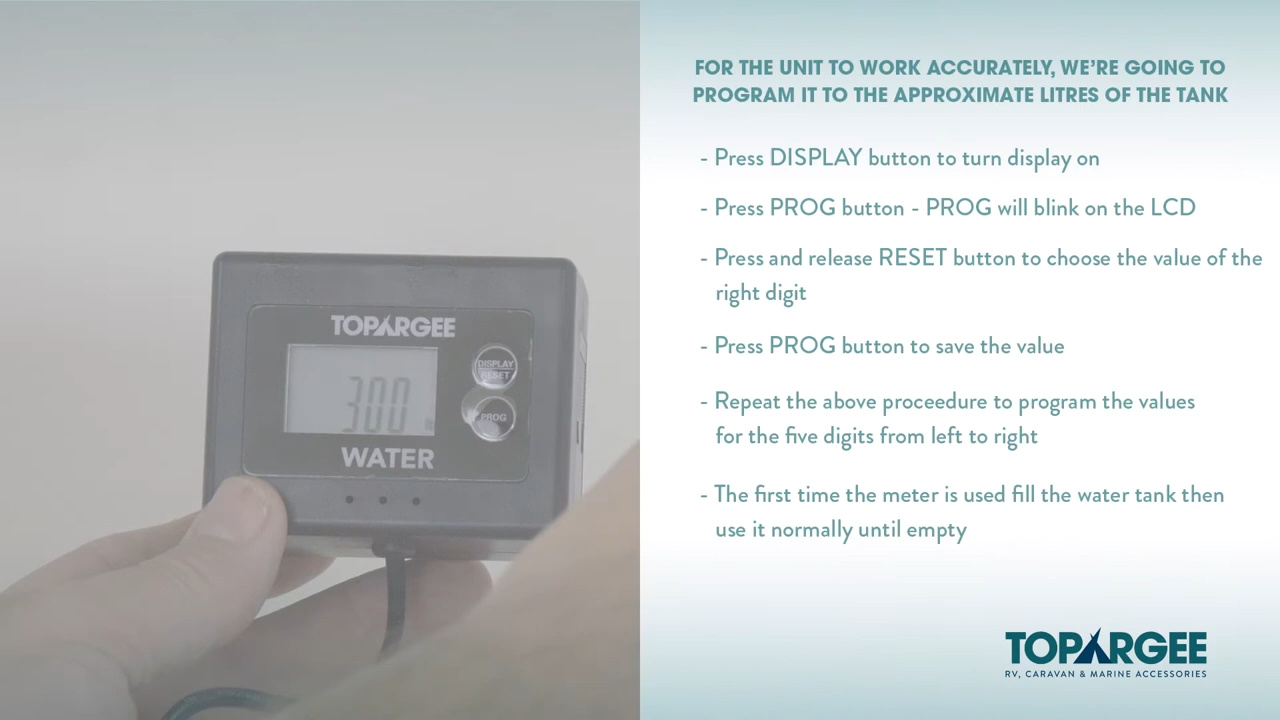 TOPARGEE
DISPLAY
RESET
300
PROG
WATER
FOR THE UNIT TO WORK ACCURATELY, WE'RE GOING TO
PROGRAM IT TO THE APPROXIMATE LITRES OF THE TANK
- Press DISPLAY button to turn display on
- Press PROG button - PROG will blink on the LCD
- Press and release RESET button to choose the value of the
right digit
- Press PROG button to save the value
- Repeat the above proceedure to program the values
for the five digits from left to right
- The first time the meter is used fill the water tank then
use it normally until empty
TOPARGEE
RV, CARAVAN & MARINE ACCESSORIES